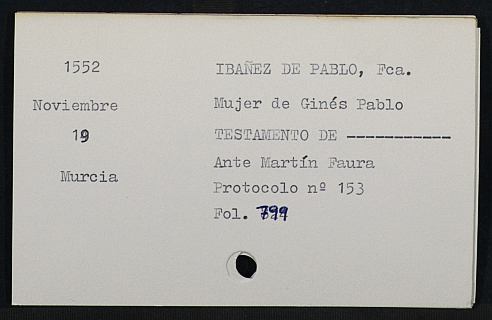 1552
Noviembre
19
Murcia
IBAÑEZ DE PABLO, Fca.
Mujer de Ginés Pablo
TESTAMENTO DE -----------
Ante Martín Faura
Protocolo nº 153
Fol. 799